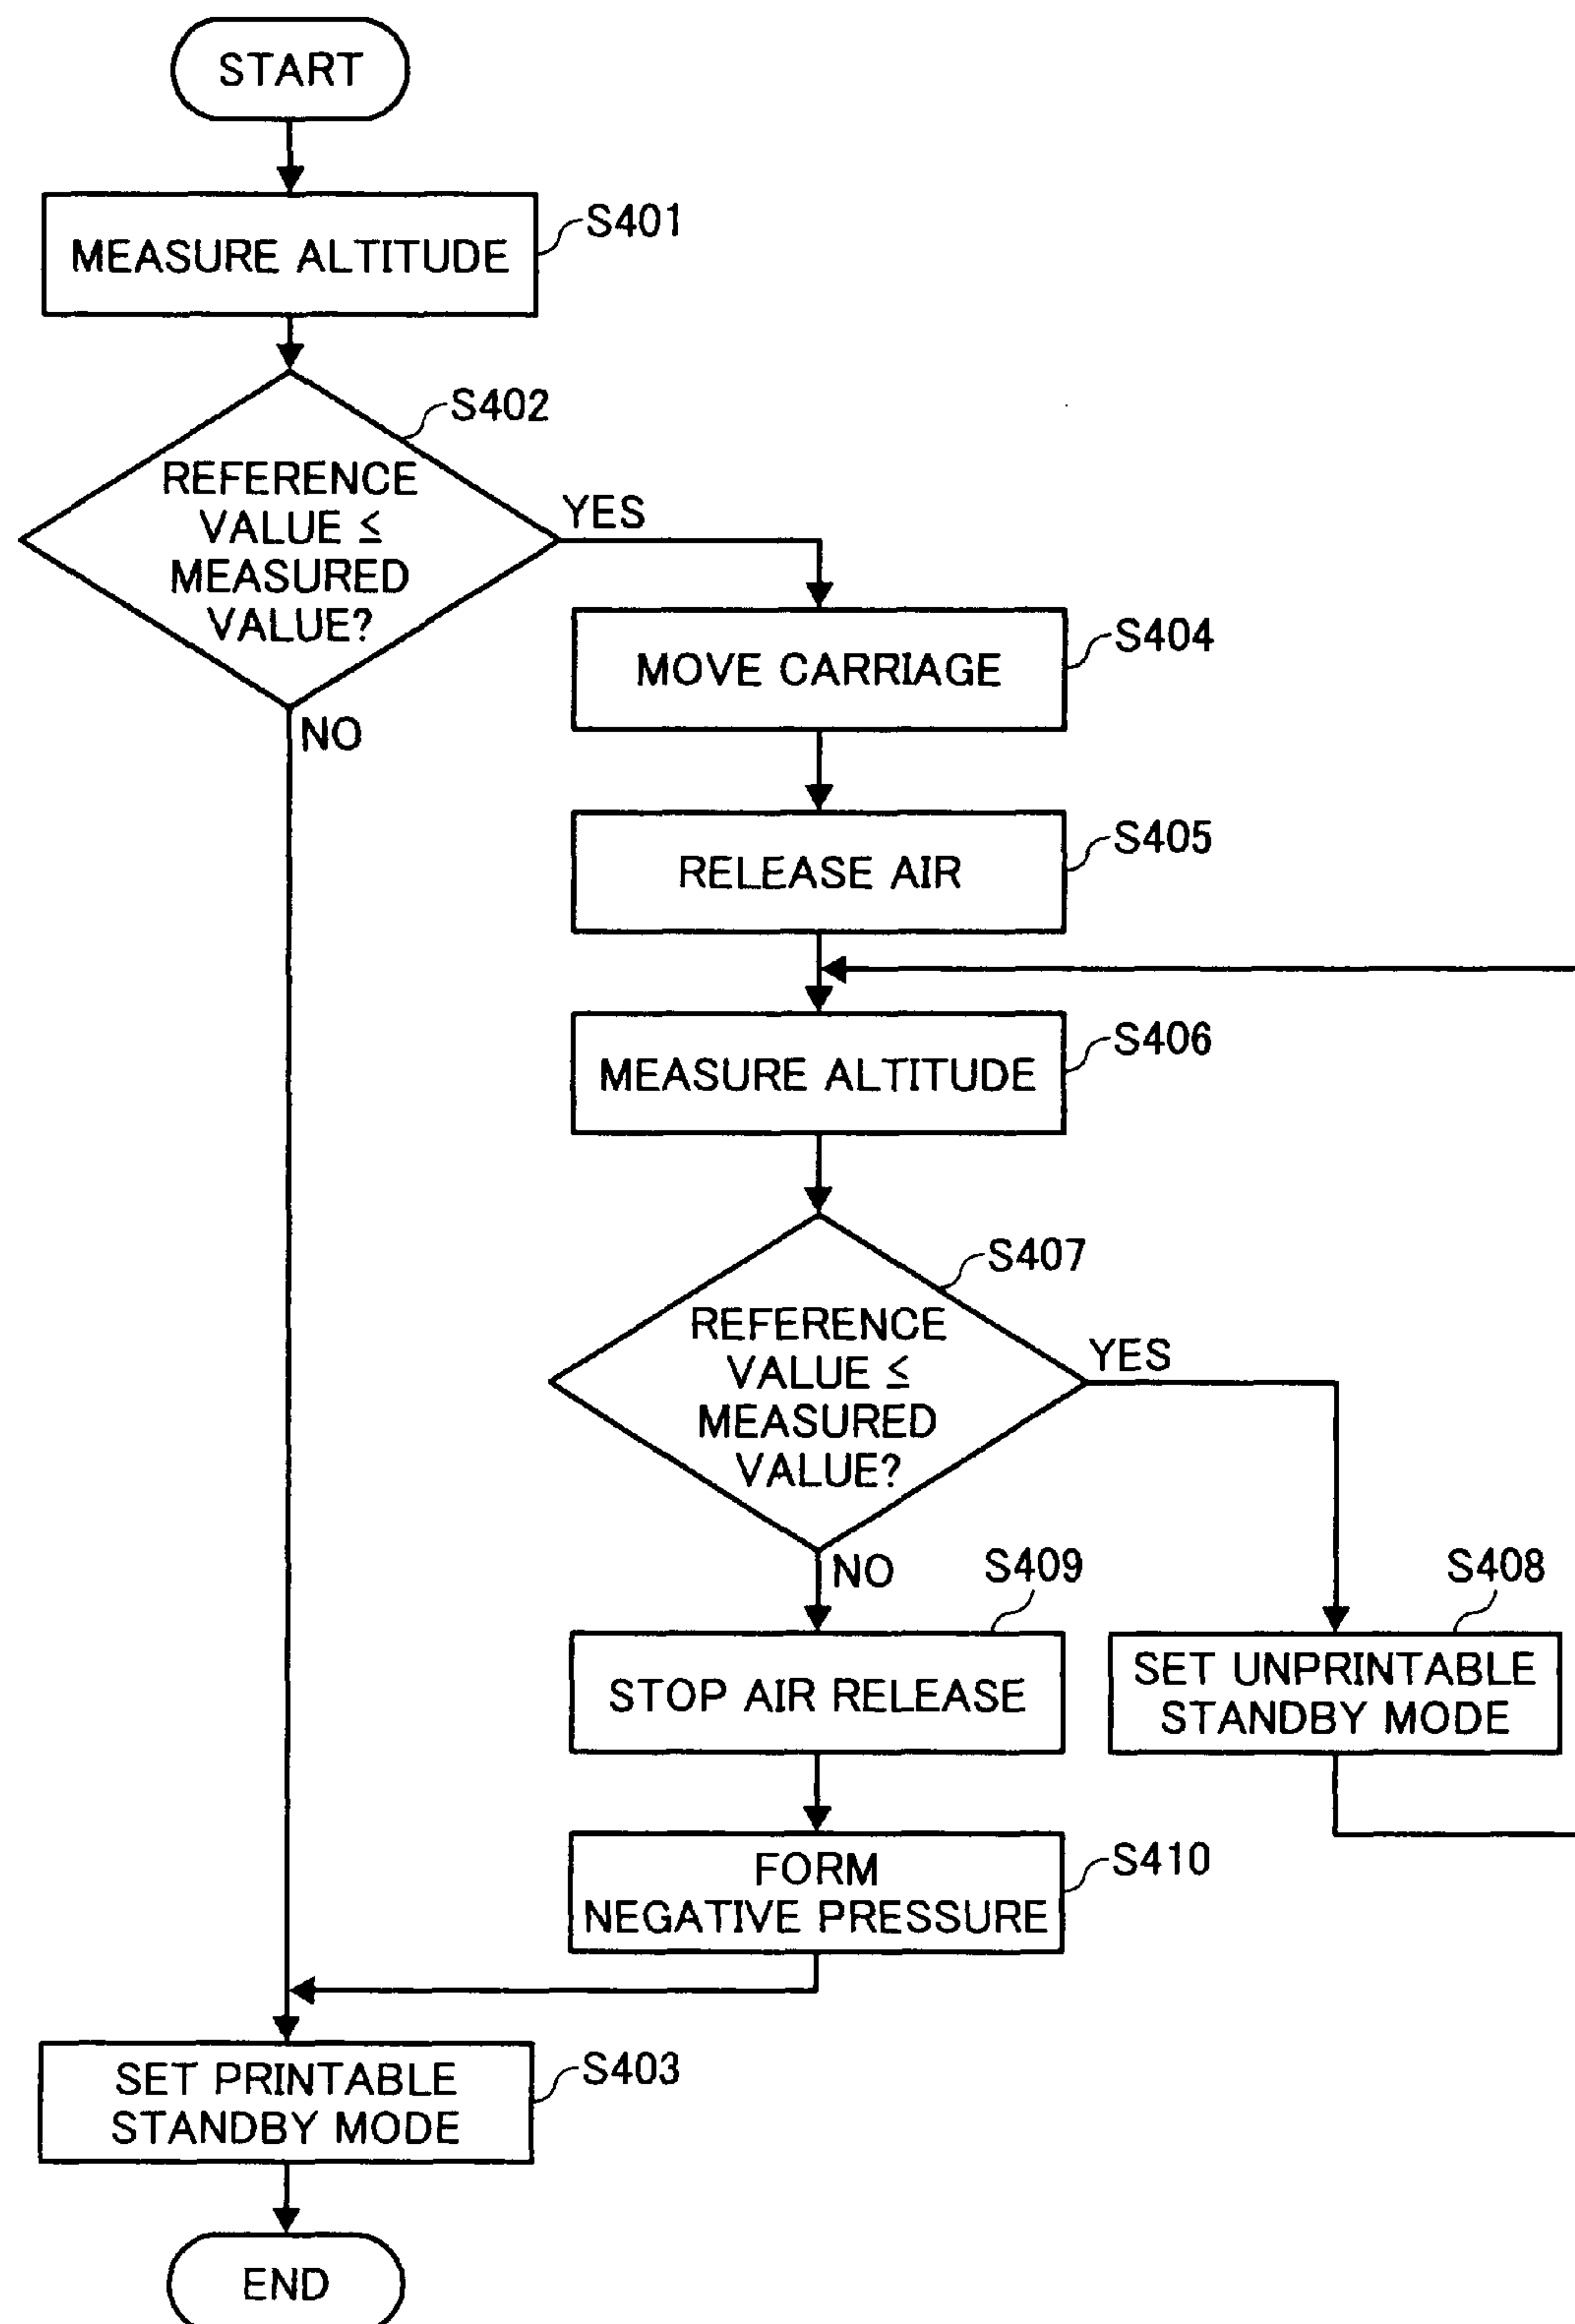 START
MEASURE ALTITUDE
S401
S402
REFERENCE
VALUE ≤
MEASURED
VALUE?
YES
NO
MOVE CARRIAGE
S404
RELEASE AIR
S405
MEASURE ALTITUDE
S406
S407
REFERENCE
VALUE ≤
MEASURED
VALUE?
YES
NO
S409
STOP AIR RELEASE
S408
SET UNPRINTABLE
STANDBY MODE
FORM
NEGATIVE PRESSURE
S410
SET PRINTABLE
STANDBY MODE
S403
END